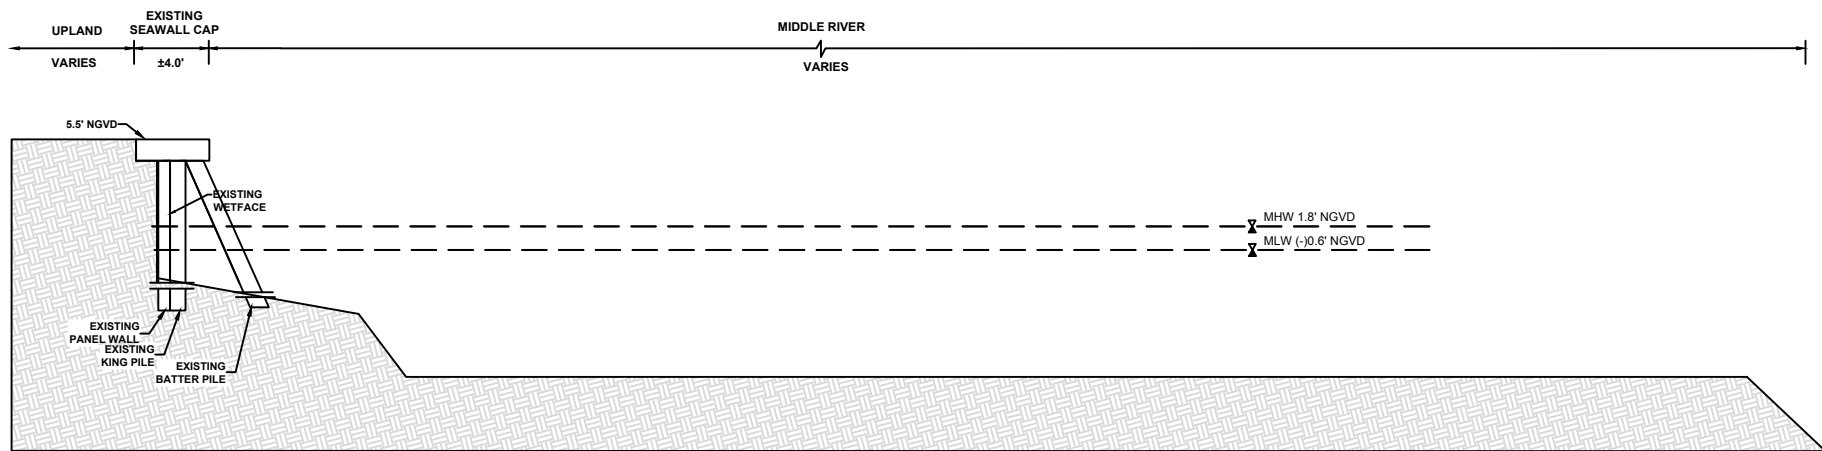 UPLAND
VARIES
EXISTING
SEAWALL CAP
±4.0'
MIDDLE RIVER
VARIES
5.5' NGVD
EXISTING
WETFACE
MHW 1.8' NGVD
MLW (-)0.6' NGVD
EXISTING
PANEL WALL
EXISTING
KING PILE
EXISTING
BATTER PILE